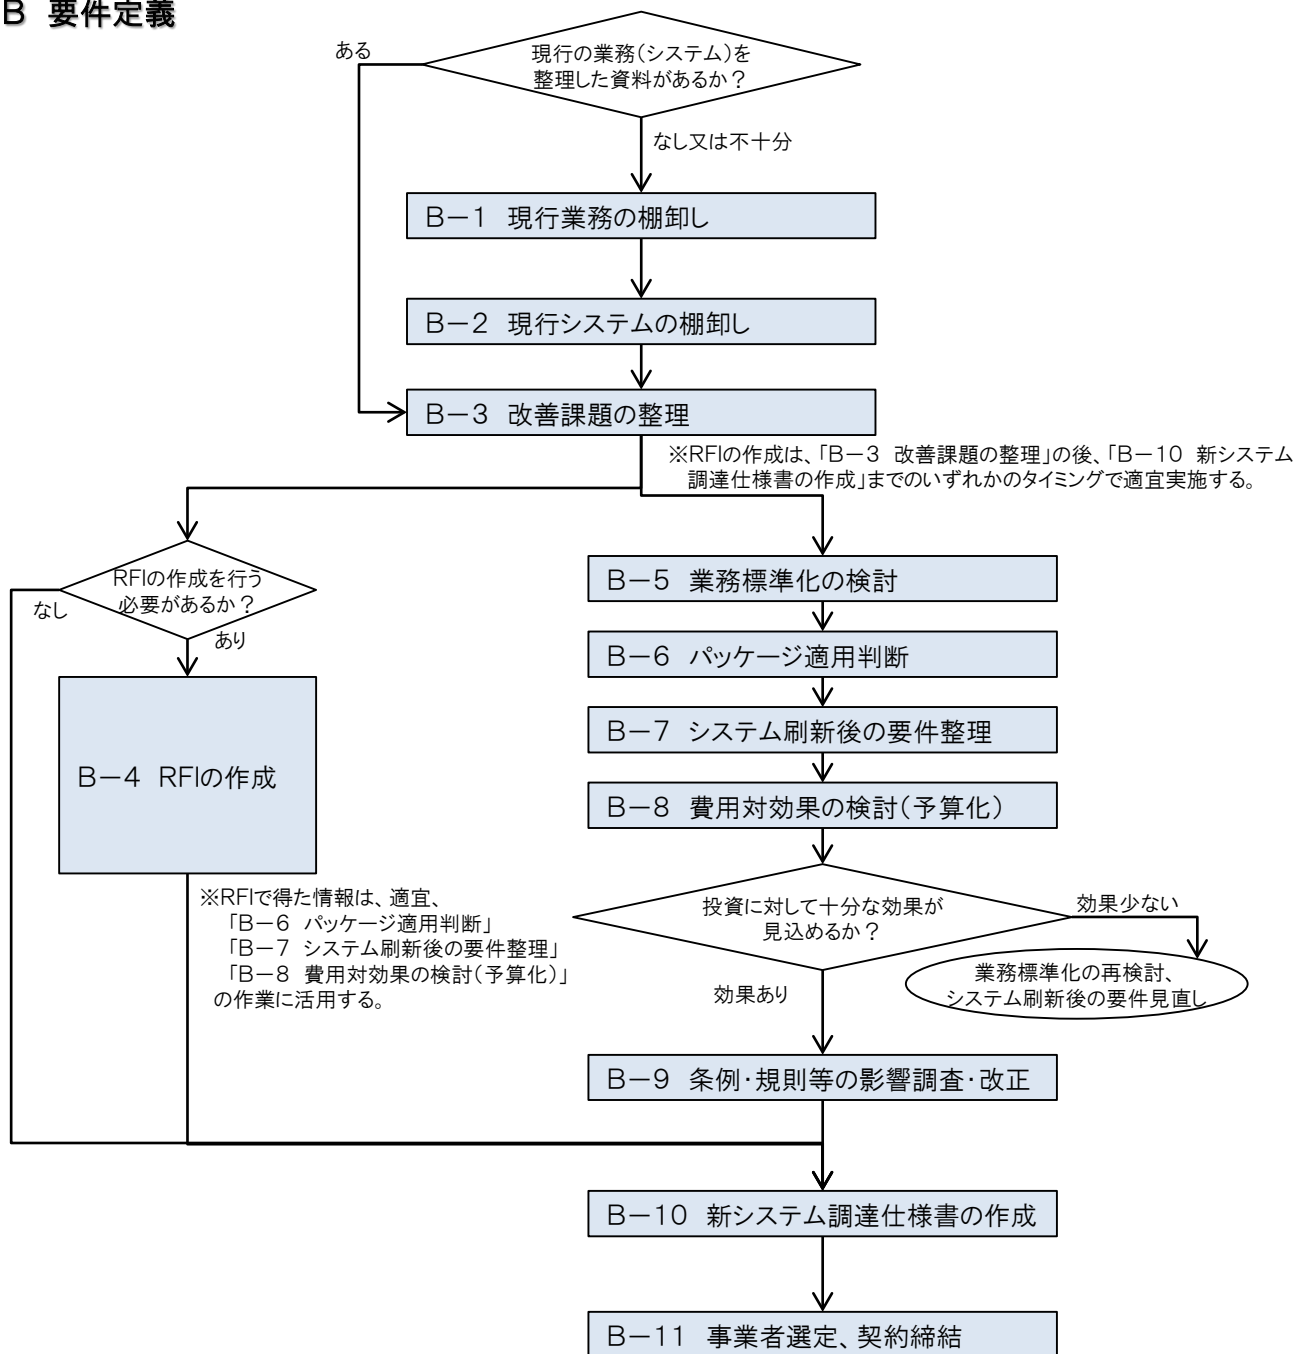 B 要件定義
現行の業務(システム)を
整理した資料があるか?
ある
なし又は不十分
B-1 現行業務の棚卸し
B-2 現行システムの棚卸し
B-3 改善課題の整理
※RFIの作成は、「B-3 改善課題の整理」の後、「B-10 新システム
調達仕様書の作成」までのいずれかのタイミングで適宜実施する。
RFIの作成を行う
必要があるか?
なし
あり
B-4 RFIの作成
※RFIで得た情報は、適宜、
「B-6 パッケージ適用判断」
「B-7 システム刷新後の要件整理」
「B-8 費用対効果の検討(予算化)」
の作業に活用する。
B-5 業務標準化の検討
B-6 パッケージ適用判断
B-7 システム刷新後の要件整理
B-8 費用対効果の検討(予算化)
投資に対して十分な効果が
見込めるか?
効果少ない
業務標準化の再検討、
システム刷新後の要件見直し
効果あり
B-9 条例・規則等の影響調査・改正
B-10 新システム調達仕様書の作成
B-11 事業者選定、契約締結